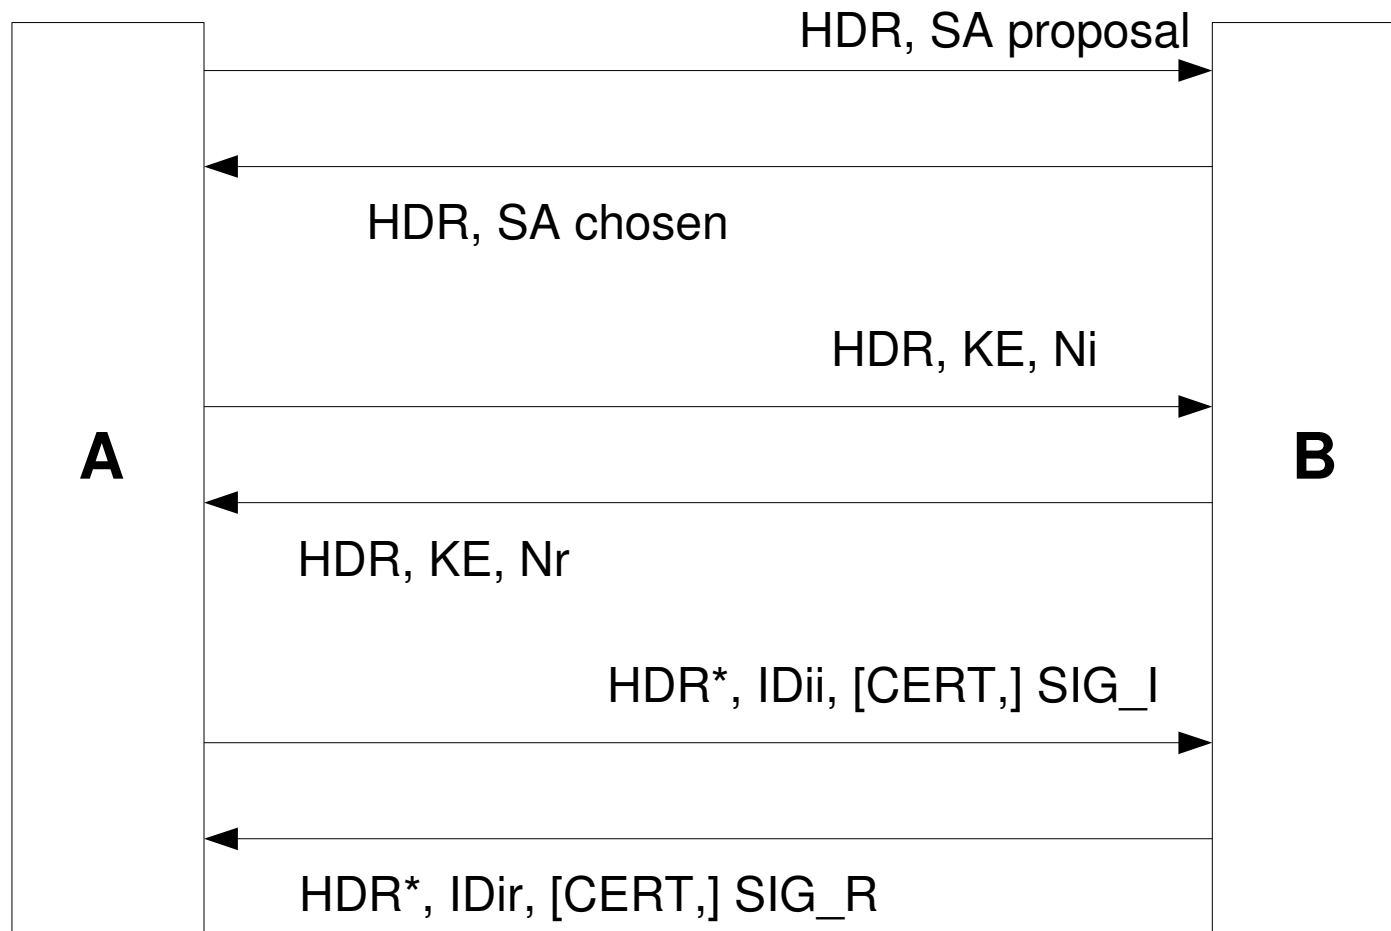 HDR, SA proposal
HDR, SA chosen
HDR, KE, Ni
A
B
HDR, KE, Nr
HDR*, IDii, [CERT,] SIG_I
HDR*, IDir, [CERT,] SIG_R